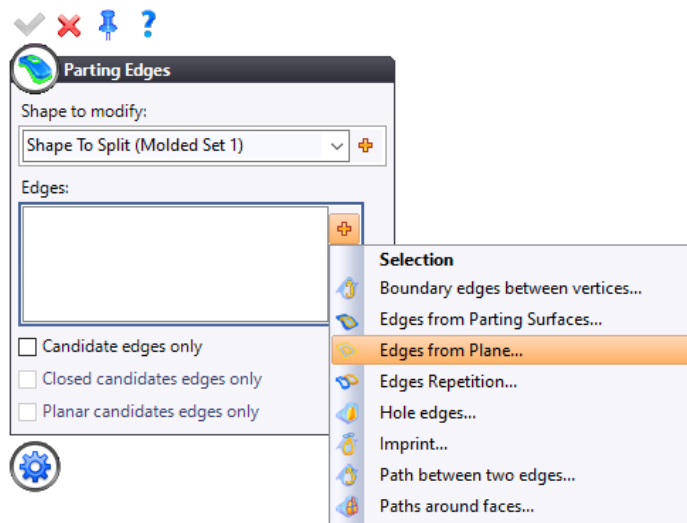 ?
Parting Edges
Shape to modify:
Shape To Split (Molded Set 1)
Edges:
Selection
Boundary edges between vertices...
Edges from Parting Surfaces...
Edges from Plane...
Edges Repetition...
Hole edges...
Imprint...
Path between two edges...
Paths around faces...
Candidate edges only
Closed candidates edges only
Planar candidates edges only